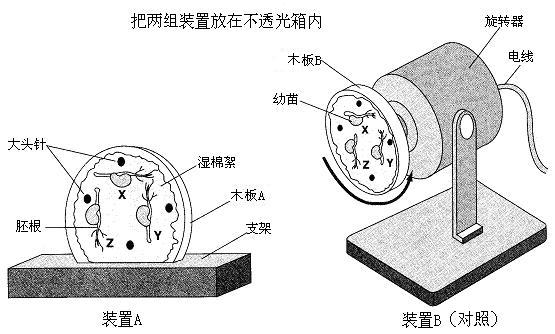 把两组装置放在不透光箱内
旋转器
木板B
电线
幼苗
X
Y
Z
大头针
湿棉絮
X
木板A
胚根
Z
Y
支架
装置A
装置B（对照）